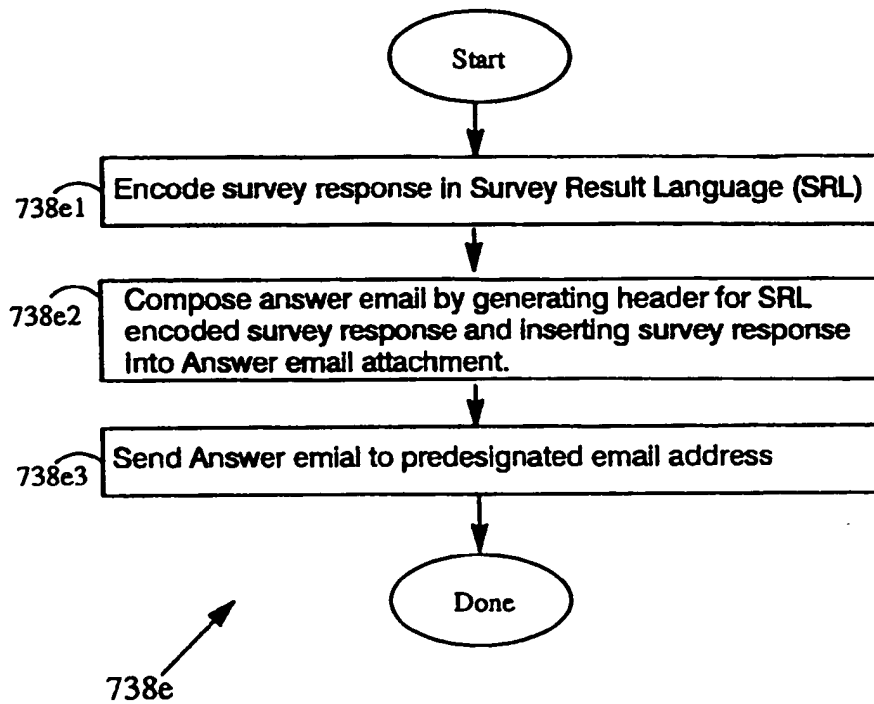 Start
Encode survey response in Survey Result Language (SRL)
738e1
Compose answer email by generating header for SRL
738e2
encoded survey response and inserting survey response
into Answer email attachment.
Send Answer emial to predesignated email address
738e3
Done
738e